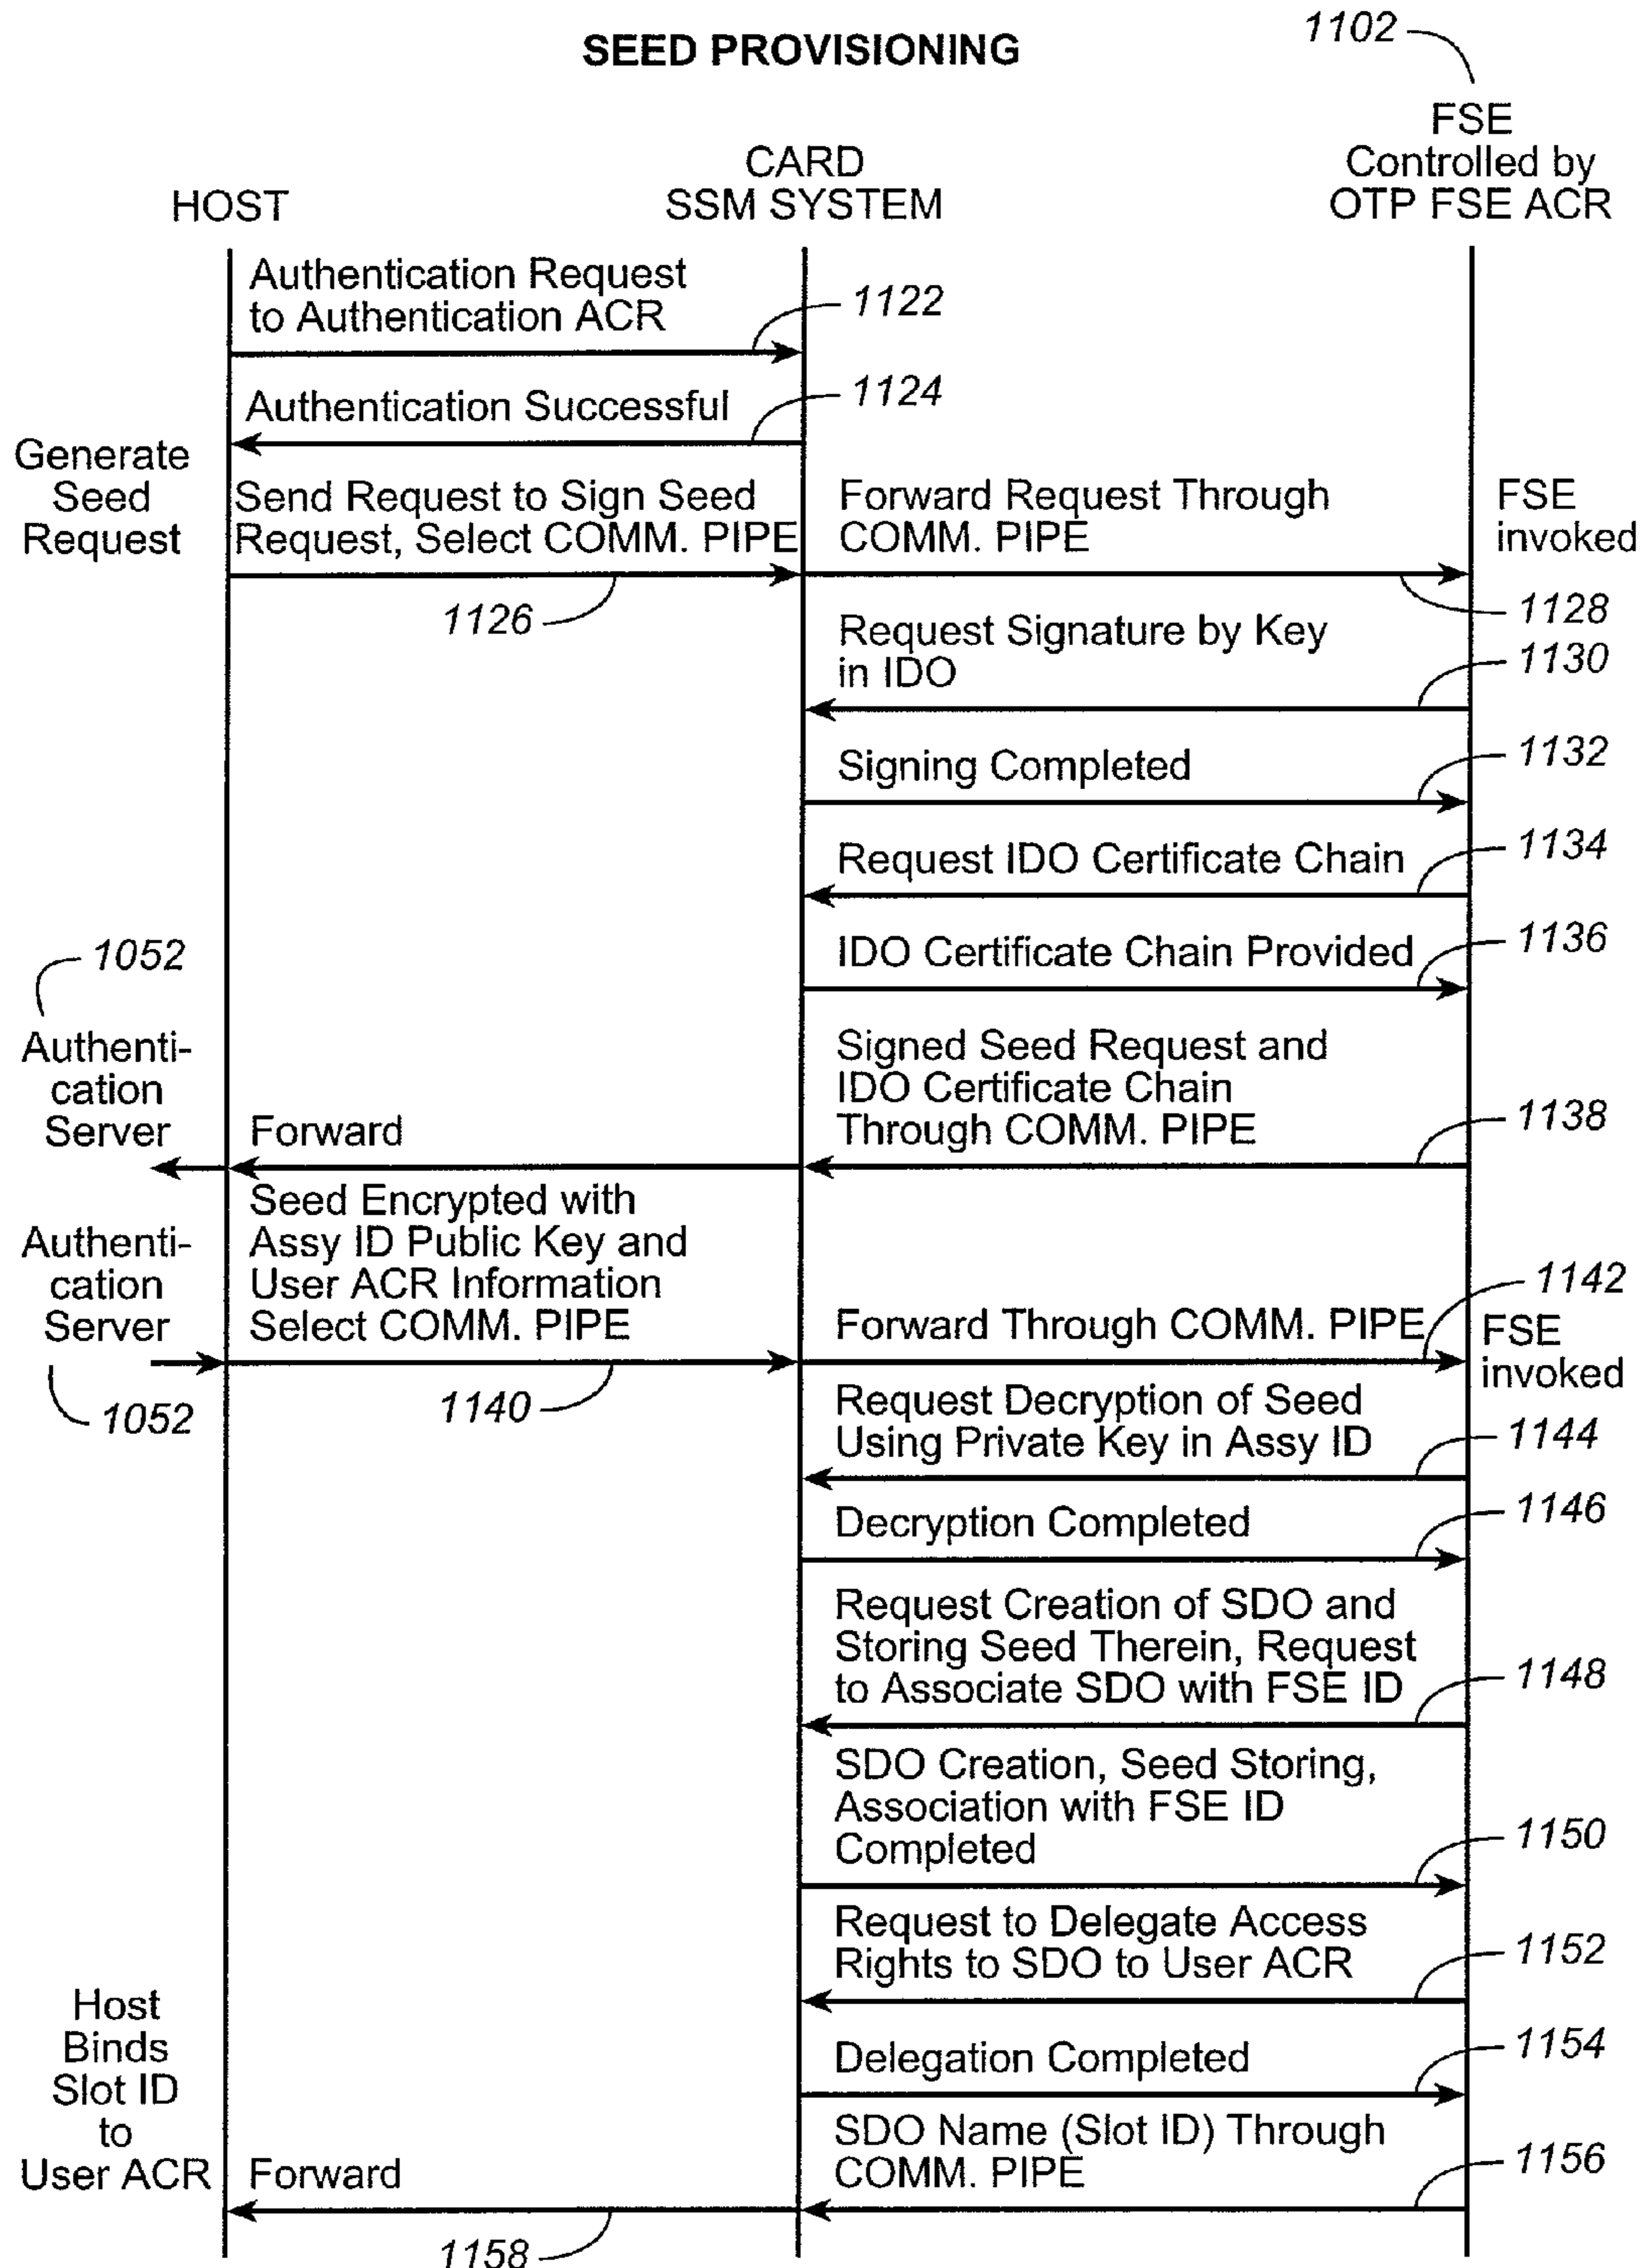 SEED PROVISIONING
1102
HOST
CARD
SSM SYSTEM
FSE
Controlled by
OTP FSE ACR
Authentication Request
to Authentication ACR
1122
Authentication Successful
1124
Generate
Seed
Request
Send Request to Sign Seed
Request, Select COMM. PIPE
1126
Forward Request Through
COMM. PIPE
FSE
invoked
1128
Request Signature by Key
in IDO
1130
Signing Completed
1132
Request IDO Certificate Chain
1134
IDO Certificate Chain Provided
1136
1052
Authenti-
cation
Server
Forward
Signed Seed Request and
IDO Certificate Chain
Through COMM. PIPE
1138
Authenti-
cation
Server
1052
Seed Encrypted with
Assy ID Public Key and
User ACR Information
Select COMM. PIPE
1140
Forward Through COMM. PIPE
1142
FSE
invoked
Request Decryption of Seed
Using Private Key in Assy ID
1144
Decryption Completed
1146
Request Creation of SDO and
Storing Seed Therein, Request
to Associate SDO with FSE ID
1148
SDO Creation, Seed Storing,
Association with FSE ID
Completed
1150
Request to Delegate Access
Rights to SDO to User ACR
1152
Delegation Completed
1154
Host
Binds
Slot ID
to
User ACR
Forward
1158
SDO Name (Slot ID) Through
COMM. PIPE
1156